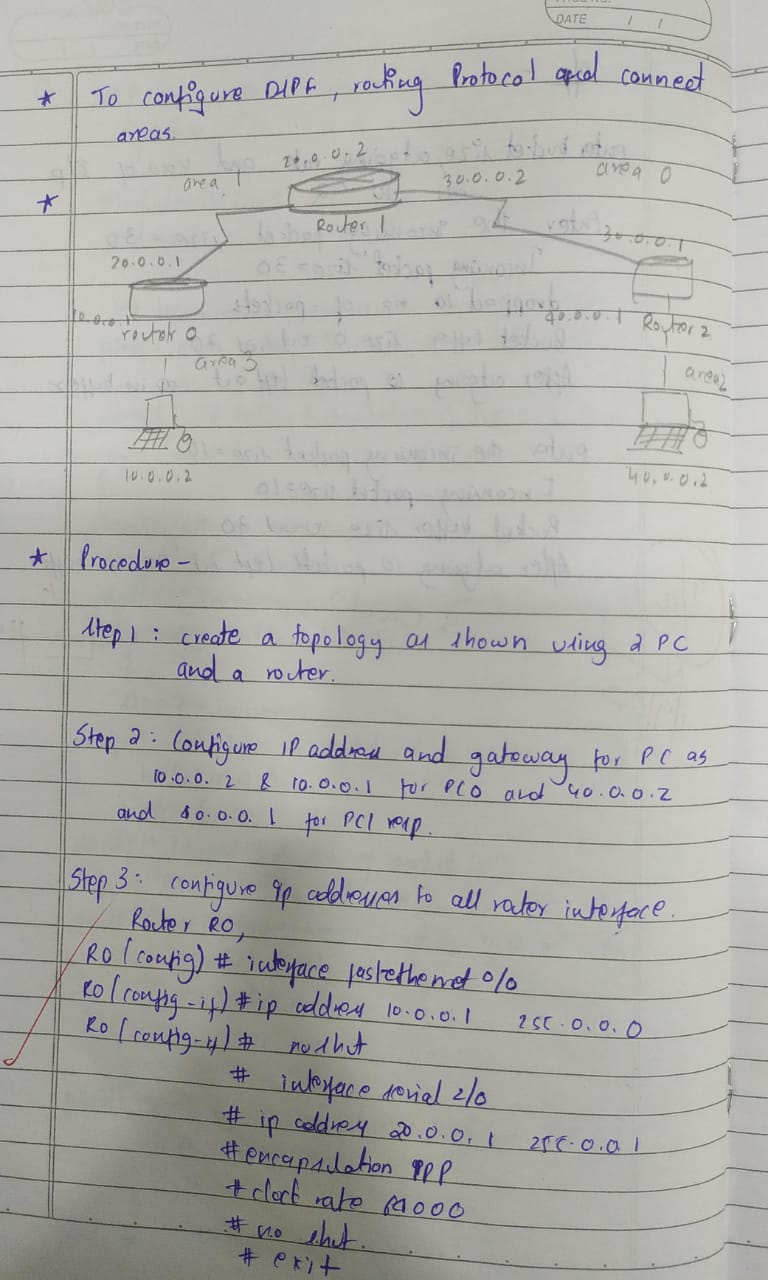 DATE / /
* To configure OSPF, routing Protocol and connect
areas.
*
area 1
20.0.0.2
30.0.0.2
area 0
Router 1
30.0.0.1
20.0.0.1
10.0.0.1
router 0
40.0.0.1
Router 2
area 3
area 2
10.0.0.2
40.0.0.2
* Procedure -
Step 1 : create a topology as shown using 2 PC
and a router.
Step 2 : Configure IP address and gateway for PC as
10.0.0.2 & 10.0.0.1 for PC0 and 40.0.0.2
and 40.0.0.1 for PC1 resp.
Step 3 : configure ip addresses to all router interface.
Router R0,
R0 (config) # interface fastethernet 0/0
R0 (config-if) # ip address 10.0.0.1 255.0.0.0
R0 (config-if) # no shut
# interface serial 2/0
# ip address 20.0.0.1 255.0.0.1
# encapsulation ppp
# clock rate 64000
# no shut.
# exit